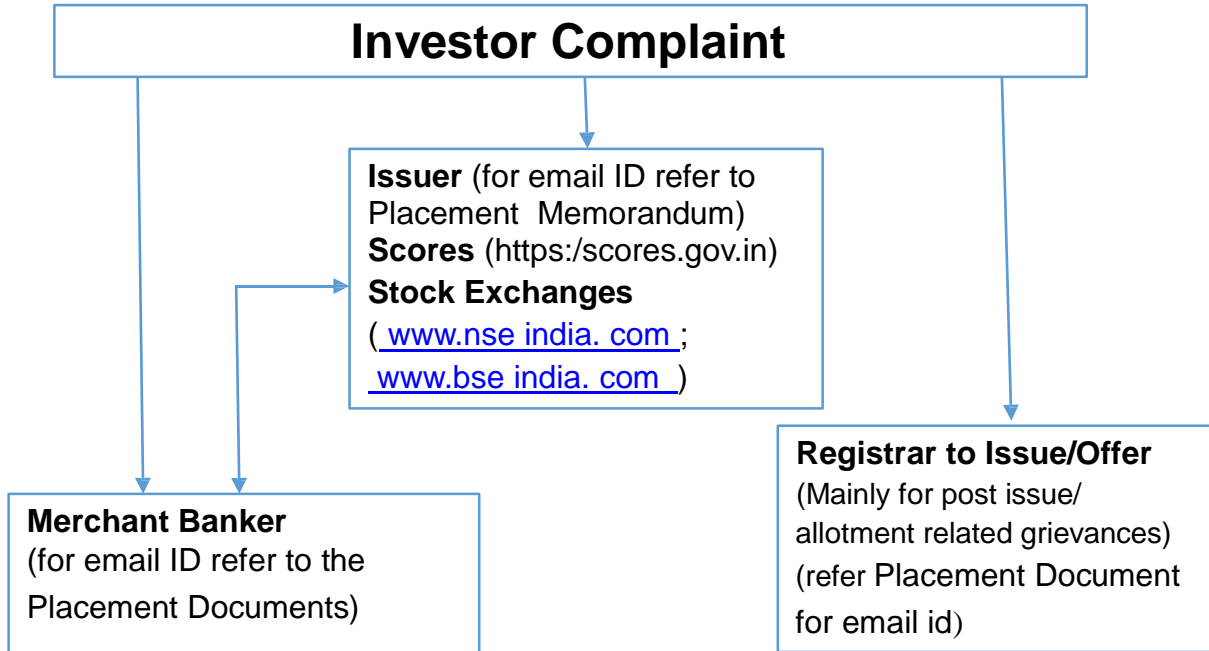 Investor Complaint
Issuer (for email ID refer to
Placement Memorandum)
Scores (https:/scores.gov.in)
Stock Exchanges
( www.nse india. com ;
www.bse india. com )
Merchant Banker
(for email ID refer to the
Placement Documents)
Registrar to Issue/Offer
(Mainly for post issue/
allotment related grievances)
(refer Placement Document
for email id)